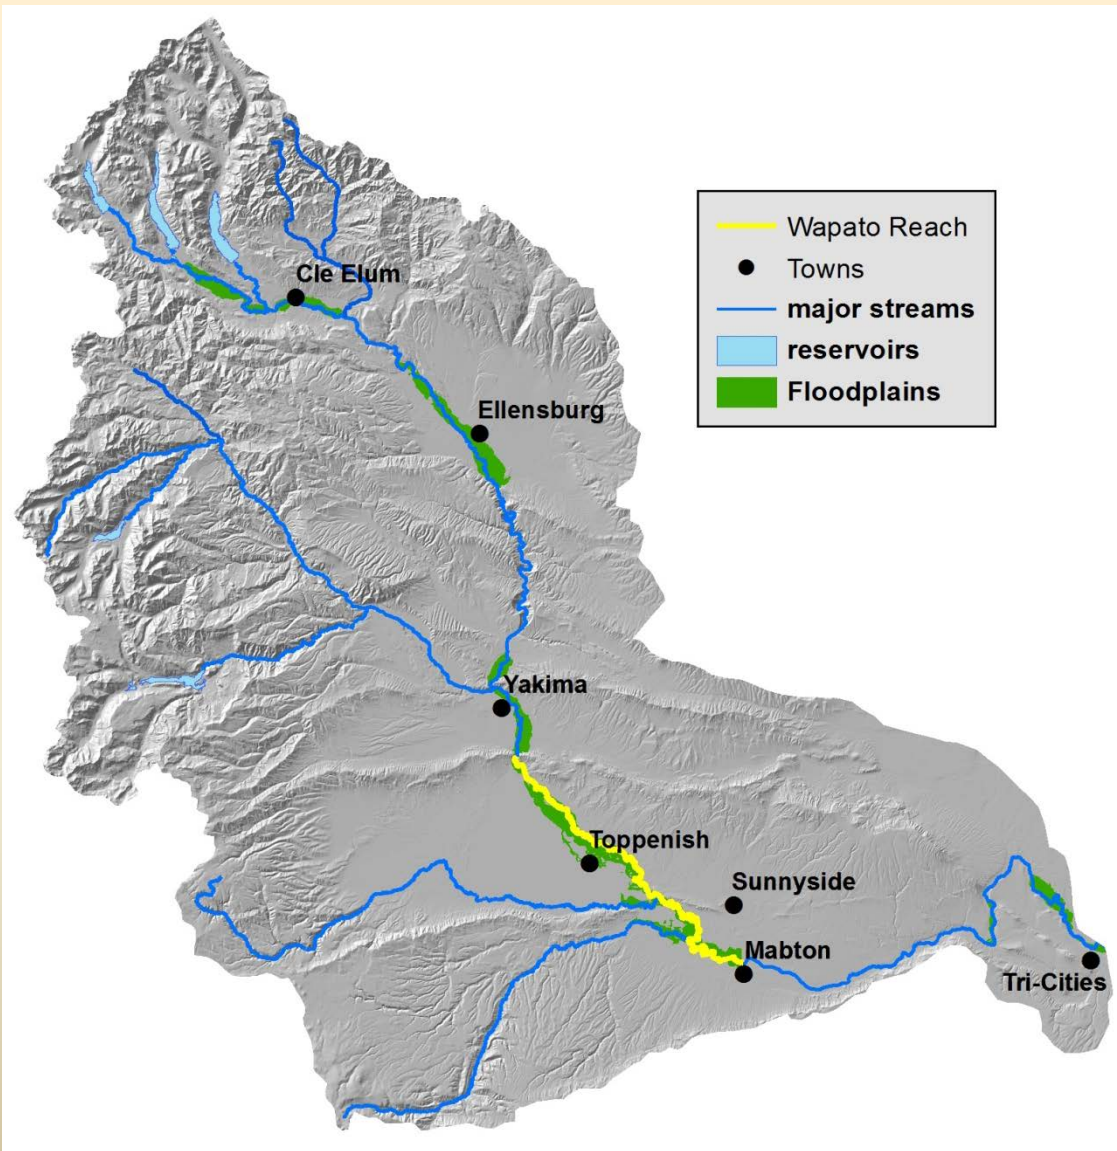 Wapato Reach
Towns
major streams
reservoirs
Floodplains
Cle Elum
Ellensburg
Yakima
Toppenish
Sunnyside
Mabton
Tri-Cities